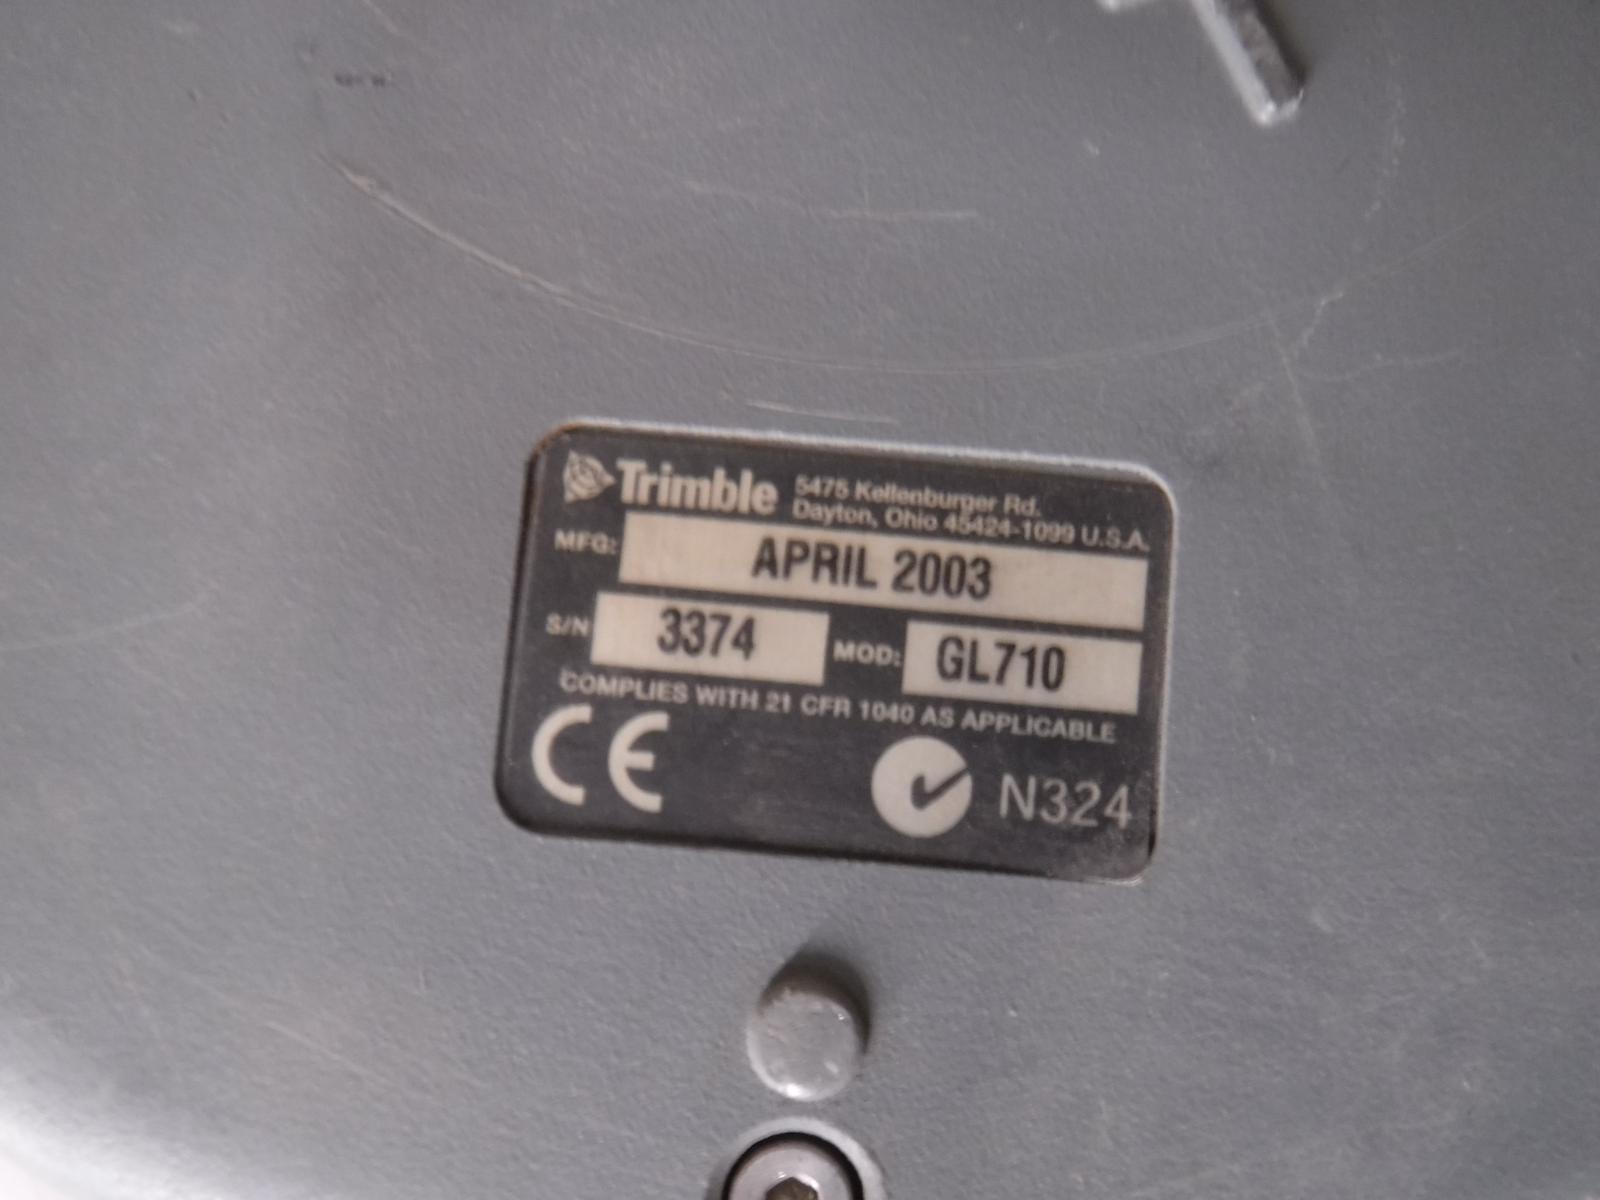 Trimble
5475 Kellenburger Rd.
Dayton, Ohio 45424-1099 U.S.A.
MFG: APRIL 2003
S/N 3374 MOD: GL710
COMPLIES WITH 21 CFR 1040 AS APPLICABLE
CE N324